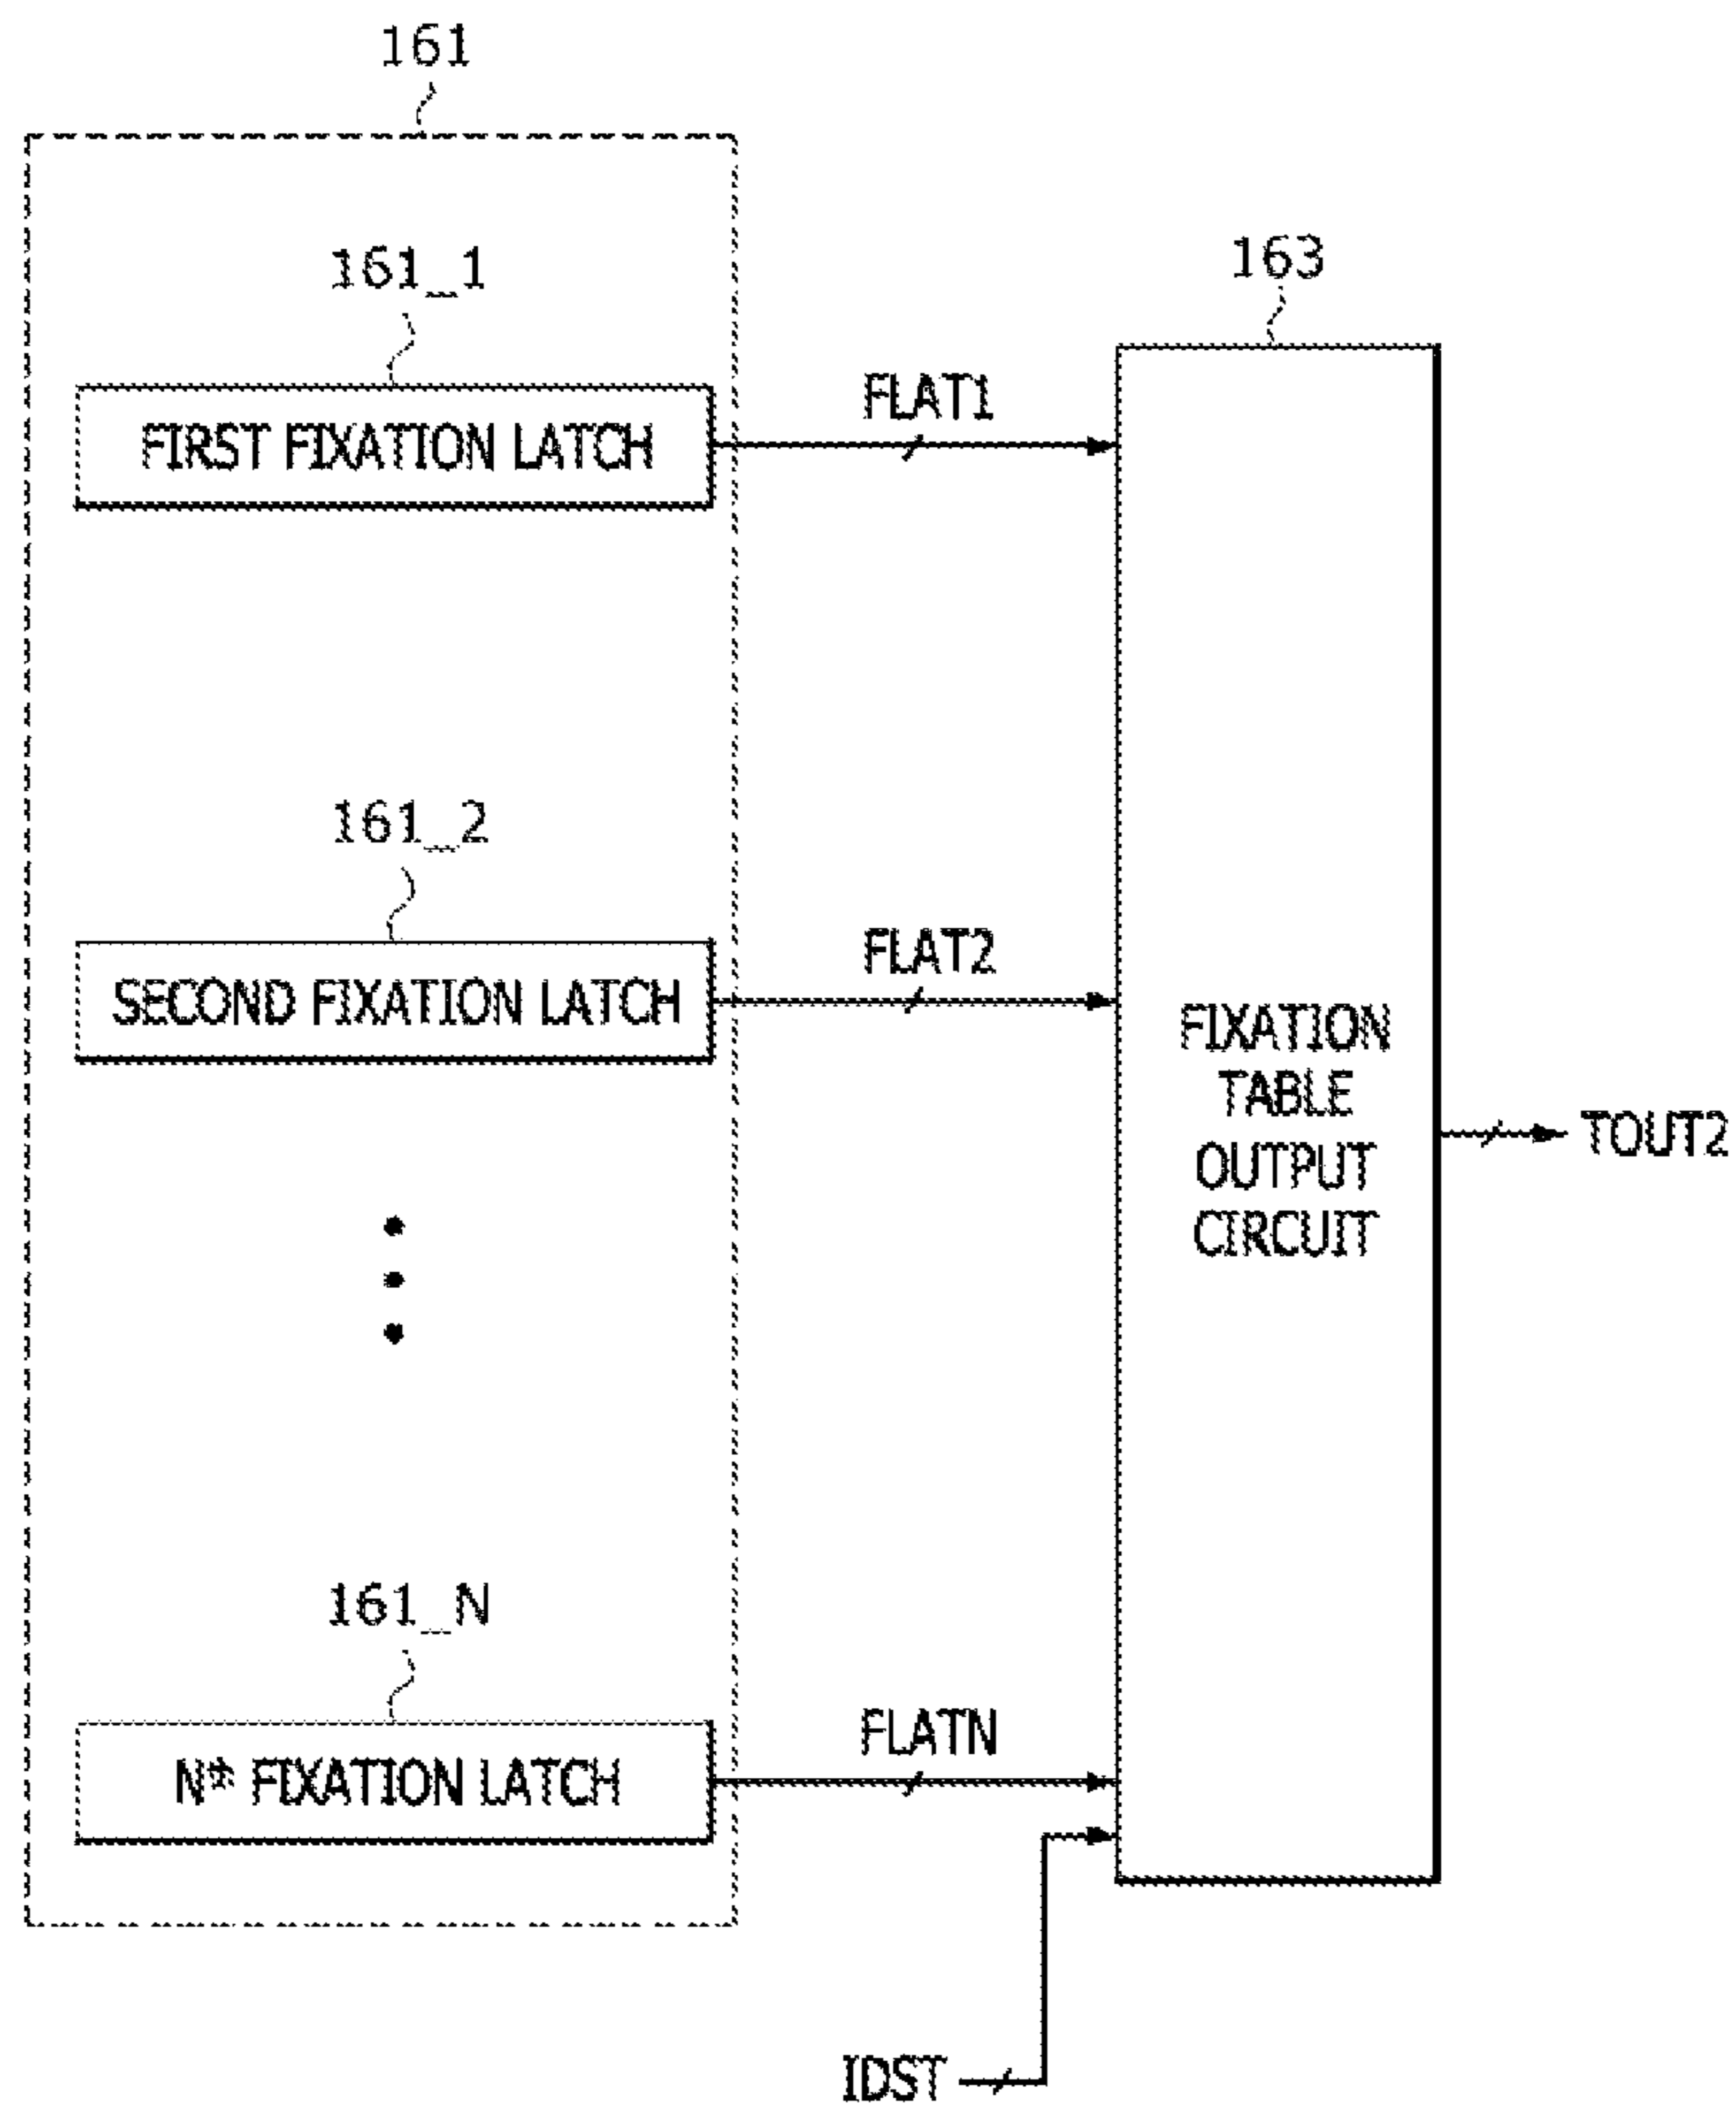 161
161_1
163
FIRST FIXATION LATCH
FLAT1
161_2
SECOND FIXATION LATCH
FLAT2
FIXATION
TABLE
OUTPUT
CIRCUIT
TOUT2
161_N
Nth FIXATION LATCH
FLATN
IDST